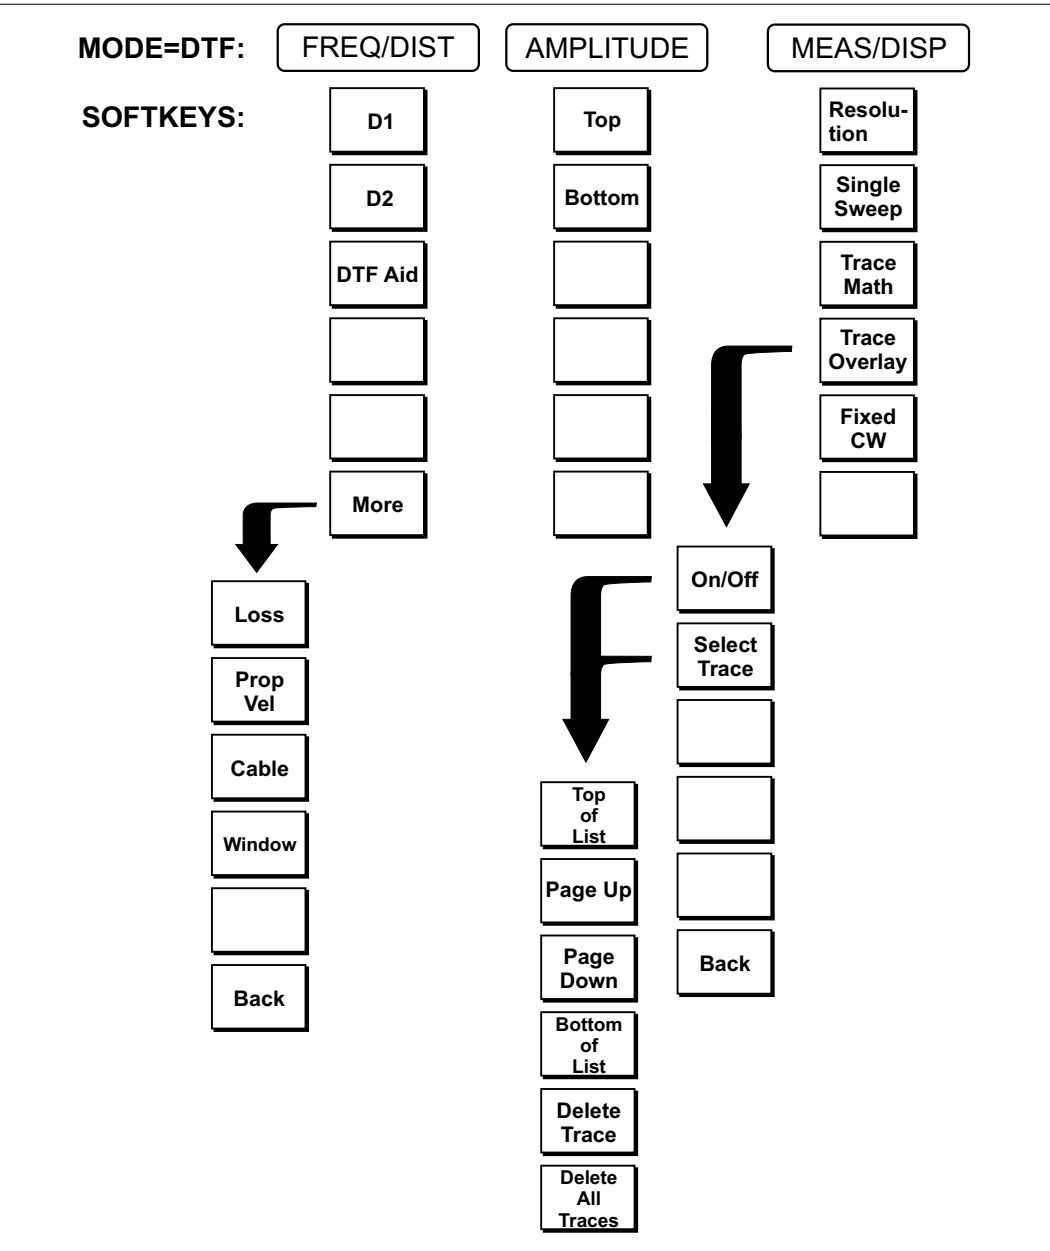 MODE=DTF: FREQ/DIST AMPLITUDE MEAS/DISP
SOFTKEYS:
D1
D2
DTF Aid
More
Loss
Prop
Vel
Cable
Window
Back
Top
Bottom
Resolu-
tion
Single
Sweep
Trace
Math
Trace
Overlay
Fixed
CW
On/Off
Select
Trace
Back
Top
of
List
Page Up
Page
Down
Bottom
of
List
Delete
Trace
Delete
All
Traces